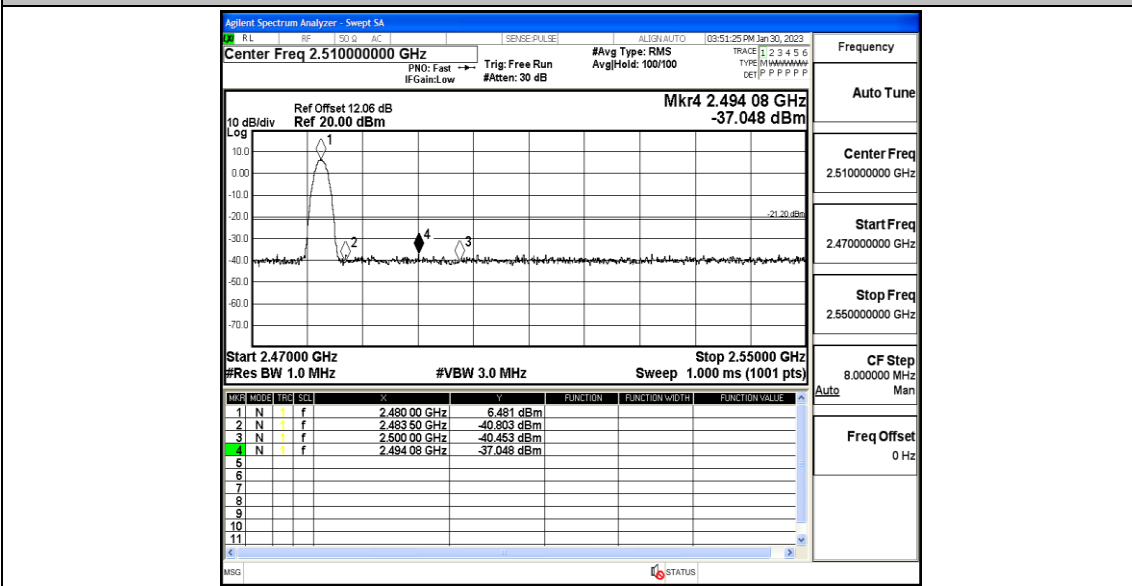 Agilent Spectrum Analyzer - Swept SA
RL RF 50 Ω AC SENSE:PULSE ALIGN AUTO 03:51:25 PM Jan 30, 2023
Center Freq 2.510000000 GHz
PNO: Fast
IFGain:Low
Trig: Free Run
#Atten: 30 dB
#Avg Type: RMS
Avg|Hold: 100/100
TRACE 1 2 3 4 5 6
TYPE M
DET P P P P P P
Frequency
Auto Tune
Center Freq
2.510000000 GHz
Start Freq
2.470000000 GHz
Stop Freq
2.550000000 GHz
CF Step
8.000000 MHz
Auto Man
Freq Offset
0 Hz
Mkr4 2.494 08 GHz
-37.048 dBm
Ref Offset 12.06 dB
10 dB/div Ref 20.00 dBm
Log
10.0
0.00
-10.0
-20.0
-30.0
-40.0
-50.0
-60.0
-70.0
1
2
4
3
-21.20 dBm
Start 2.47000 GHz Stop 2.55000 GHz
#Res BW 1.0 MHz #VBW 3.0 MHz Sweep 1.000 ms (1001 pts)
MKR MODE TRC SCL X Y FUNCTION FUNCTION WIDTH FUNCTION VALUE
1 N 1 f 2.480 00 GHz 6.481 dBm
2 N 1 f 2.483 50 GHz -40.803 dBm
3 N 1 f 2.500 00 GHz -40.453 dBm
4 N 1 f 2.494 08 GHz -37.048 dBm
5
6
7
8
9
10
11
MSG STATUS